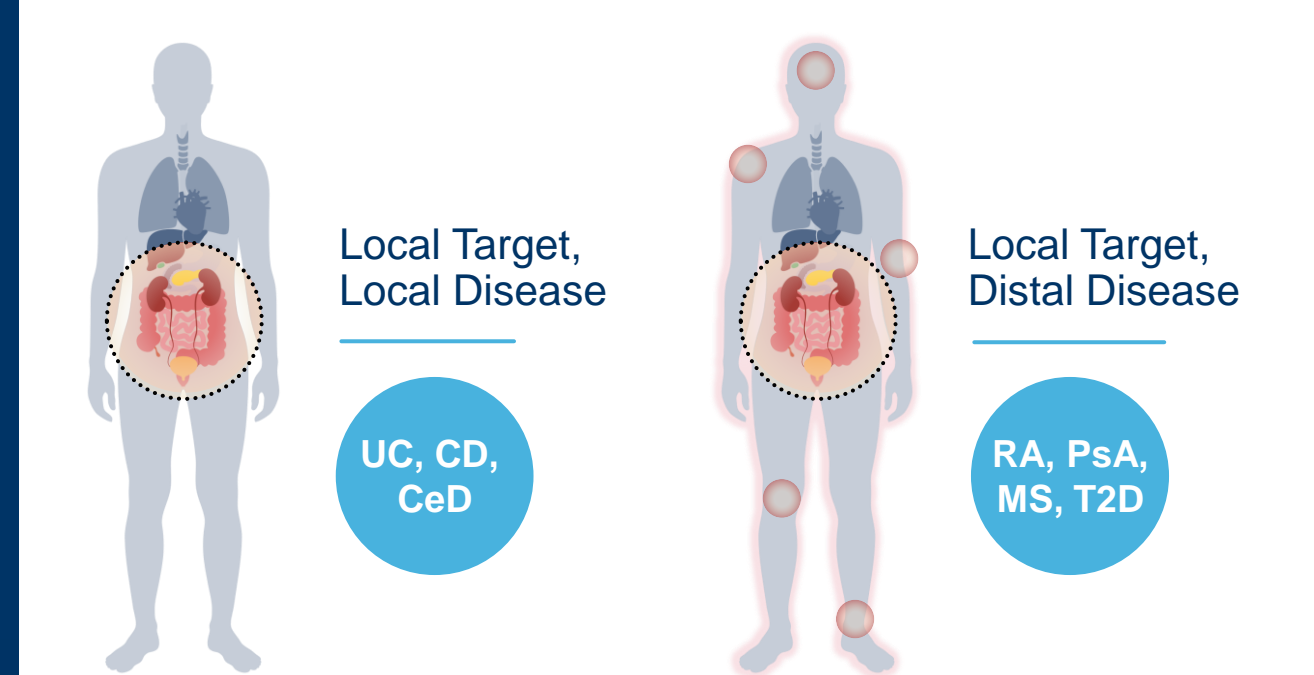 Local Target,
Local Disease
UC, CD,
CeD
Local Target,
Distal Disease
RA, PsA,
MS, T2D